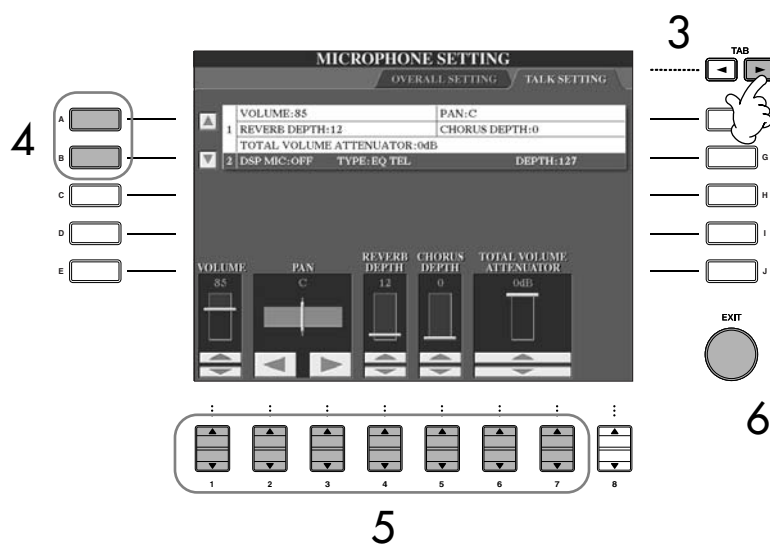 3
TAB
MICROPHONE SETTING
OVERALL SETTING TALK SETTING
4
A
B
C
D
E
VOLUME:85 PAN:C
1 REVERB DEPTH:12 CHORUS DEPTH:0
TOTAL VOLUME ATTENUATOR:0dB
2 DSP MIC:OFF TYPE:EQ TEL DEPTH:127
G
H
I
J
VOLUME PAN REVERB DEPTH CHORUS DEPTH TOTAL VOLUME ATTENUATOR
85 C 12 0 0dB
EXIT
6
1 2 3 4 5 6 7 8
5